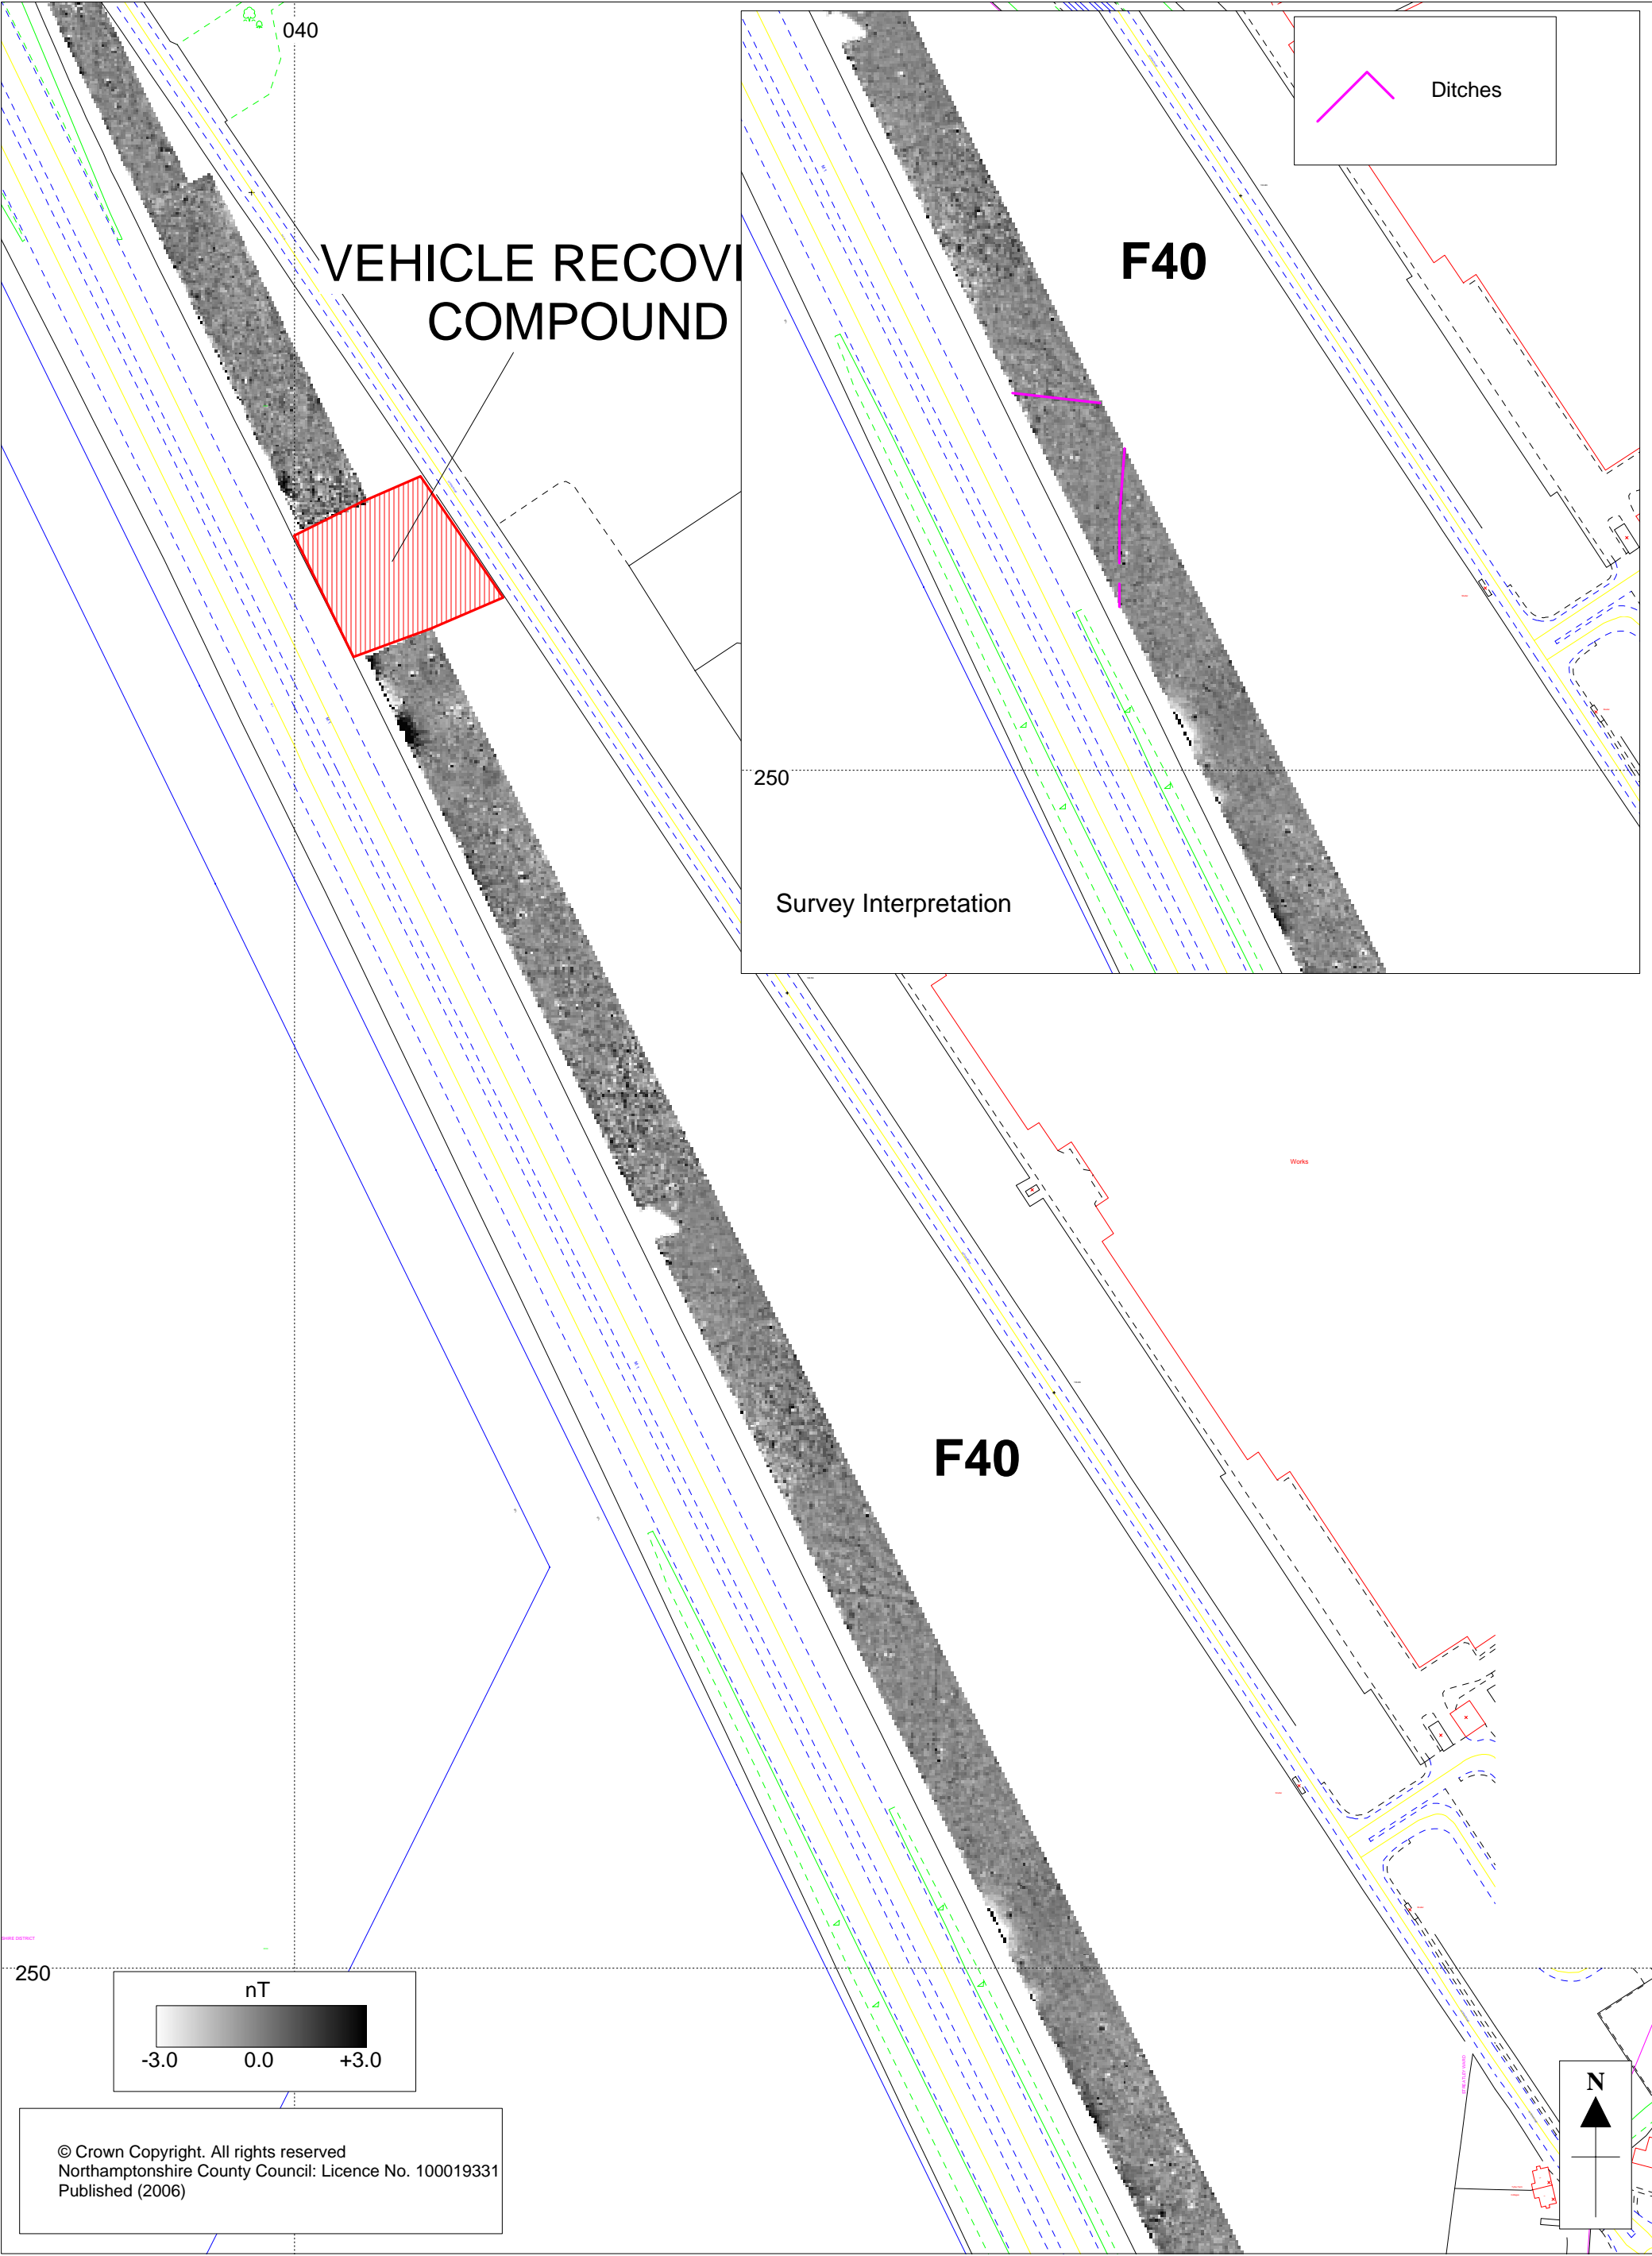 040
VEHICLE RECOVE
COMPOUND
Ditches
F40
250
Survey Interpretation
Works
F40
250
nT
-3.0 0.0 +3.0
N
© Crown Copyright. All rights reserved
Northamptonshire County Council: Licence No. 100019331
Published (2006)